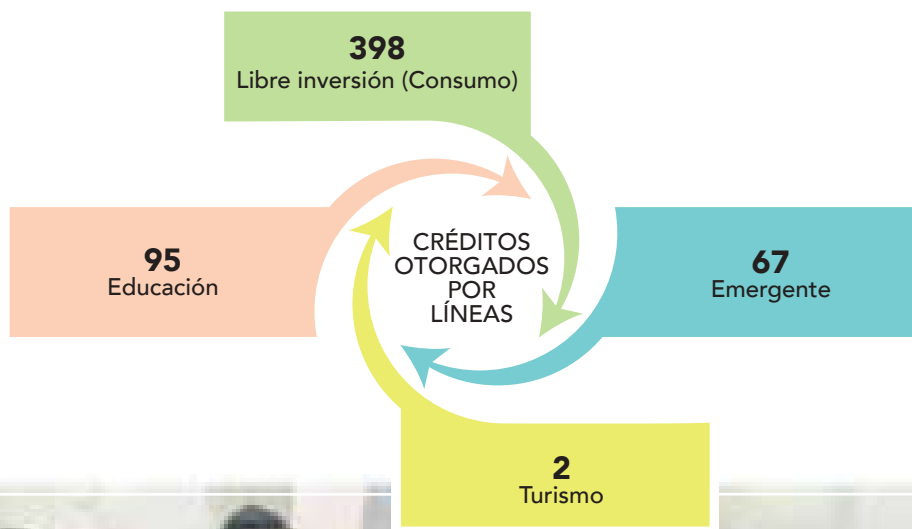 398
Libre inversión (Consumo)
95
Educación
CRÉDITOS
OTORGADOS
POR
LÍNEAS
67
Emergente
2
Turismo